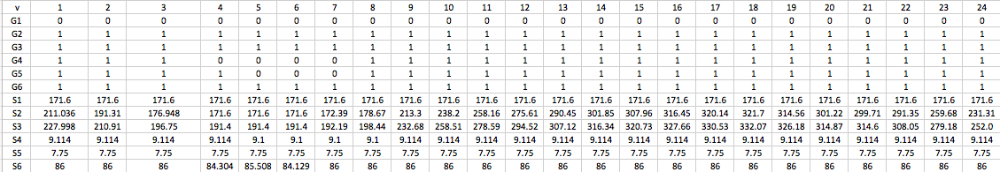 v 1 2 3 4 5 6 7 8 9 10 11 12 13 14 15 16 17 18 19 20 21 22 23 24
G1 0 0 0 0 0 0 0 0 0 0 0 0 0 0 0 0 0 0 0 0 0 0 0 0
G2 1 1 1 1 1 1 1 1 1 1 1 1 1 1 1 1 1 1 1 1 1 1 1 1
G3 1 1 1 1 1 1 1 1 1 1 1 1 1 1 1 1 1 1 1 1 1 1 1 1
G4 1 1 1 0 0 0 0 1 1 1 1 1 1 1 1 1 1 1 1 1 1 1 1 1
G5 1 1 1 1 0 0 0 1 1 1 1 1 1 1 1 1 1 1 1 1 1 1 1 1
G6 1 1 1 1 1 1 1 1 1 1 1 1 1 1 1 1 1 1 1 1 1 1 1 1
S1 171.6 171.6 171.6 171.6 171.6 171.6 171.6 171.6 171.6 171.6 171.6 171.6 171.6 171.6 171.6 171.6 171.6 171.6 171.6 171.6 171.6 171.6 171.6 171.6
S2 211.036 191.31 176.948 171.6 171.6 171.6 172.39 178.67 213.3 238.2 258.16 275.61 290.45 301.85 307.96 316.45 320.14 321.7 314.56 301.22 299.71 291.35 259.68 231.31
S3 227.998 210.91 196.75 191.4 191.4 191.4 192.19 198.44 232.68 258.51 278.59 294.52 307.12 316.34 320.73 327.66 330.53 332.07 326.18 314.87 314.6 308.05 279.18 252.0
S4 9.114 9.114 9.114 9.114 9.1 9.1 9.1 9.114 9.114 9.114 9.114 9.114 9.114 9.114 9.114 9.114 9.114 9.114 9.114 9.114 9.114 9.114 9.114 9.114
S5 7.75 7.75 7.75 7.75 7.75 7.75 7.75 7.75 7.75 7.75 7.75 7.75 7.75 7.75 7.75 7.75 7.75 7.75 7.75 7.75 7.75 7.75 7.75 7.75
S6 86 86 86 84.304 85.508 84.129 86 86 86 86 86 86 86 86 86 86 86 86 86 86 86 86 86 86